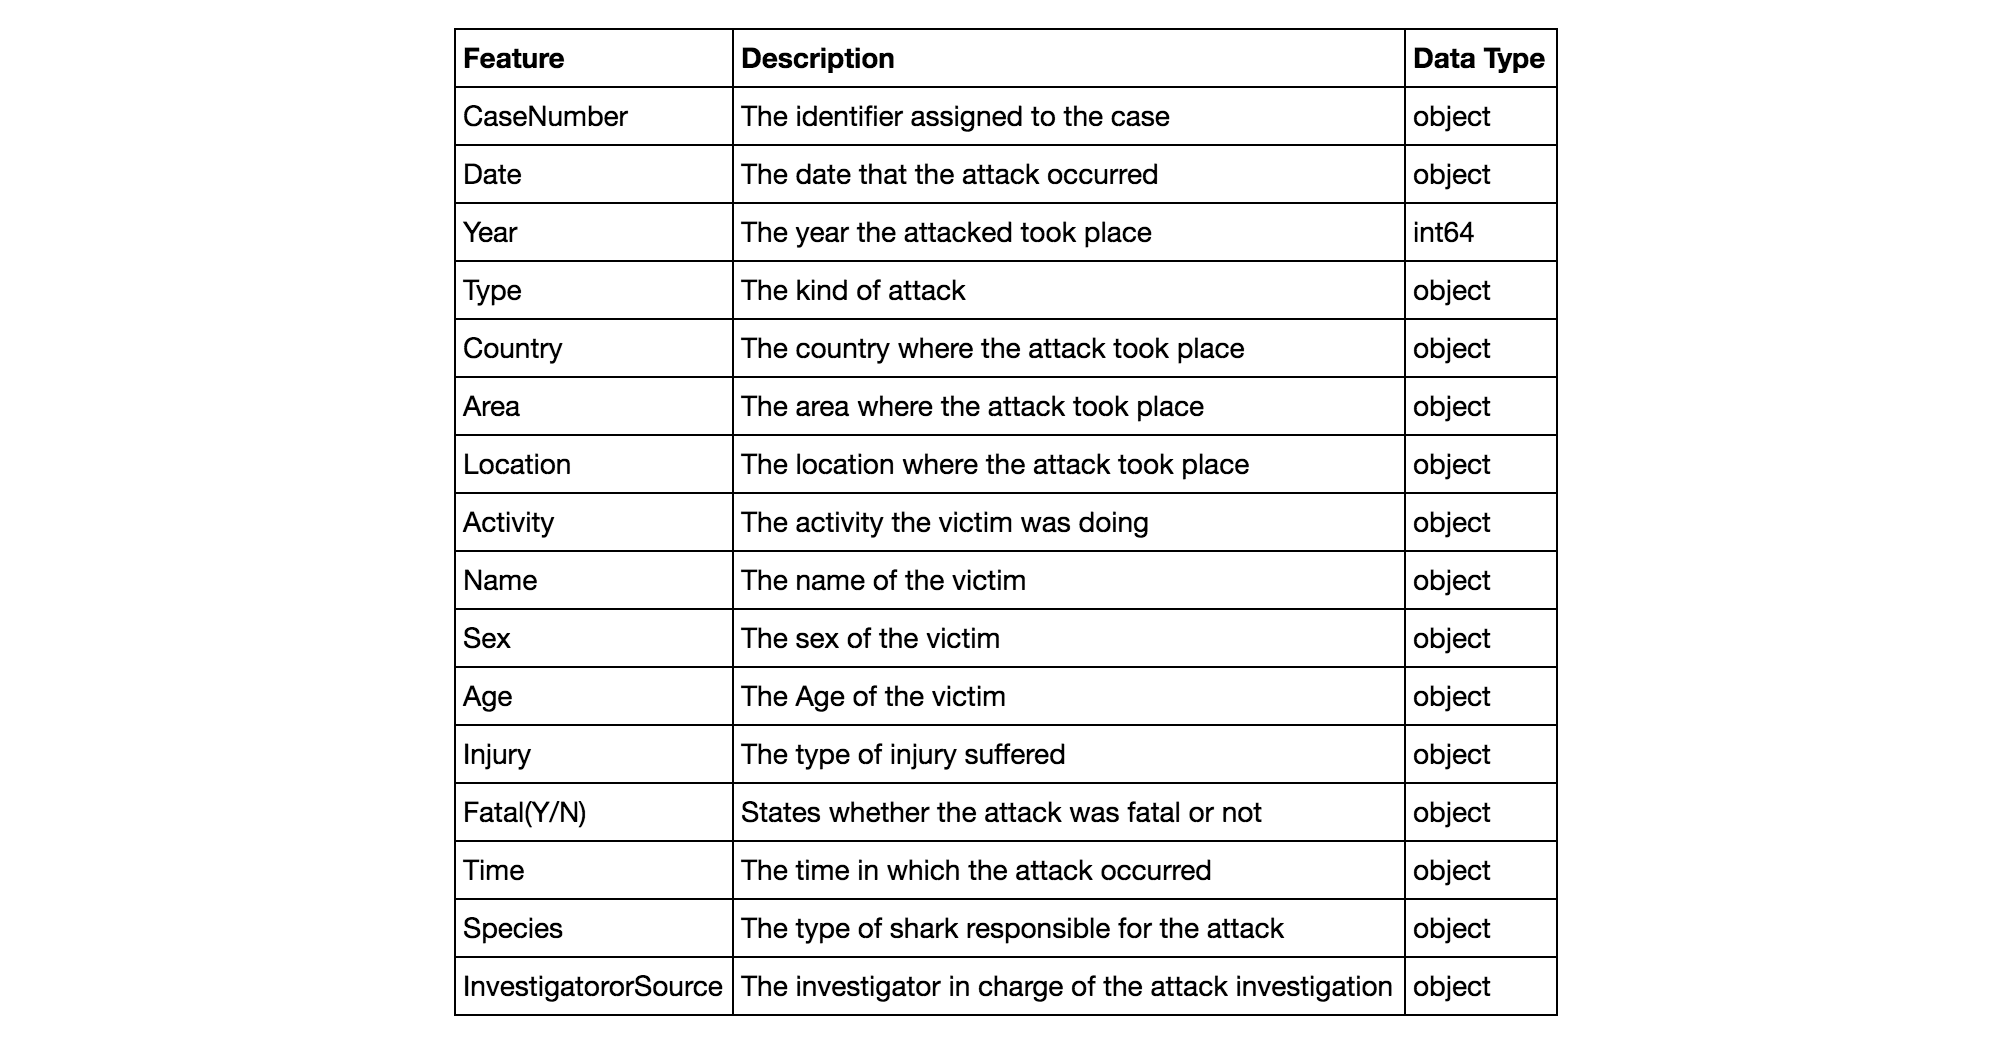 Feature Description Data Type
CaseNumber The identifier assigned to the case object
Date The date that the attack occurred object
Year The year the attacked took place int64
Type The kind of attack object
Country The country where the attack took place object
Area The area where the attack took place object
Location The location where the attack took place object
Activity The activity the victim was doing object
Name The name of the victim object
Sex The sex of the victim object
Age The Age of the victim object
Injury The type of injury suffered object
Fatal(Y/N) States whether the attack was fatal or not object
Time The time in which the attack occurred object
Species The type of shark responsible for the attack object
InvestigatororSource The investigator in charge of the attack investigation object